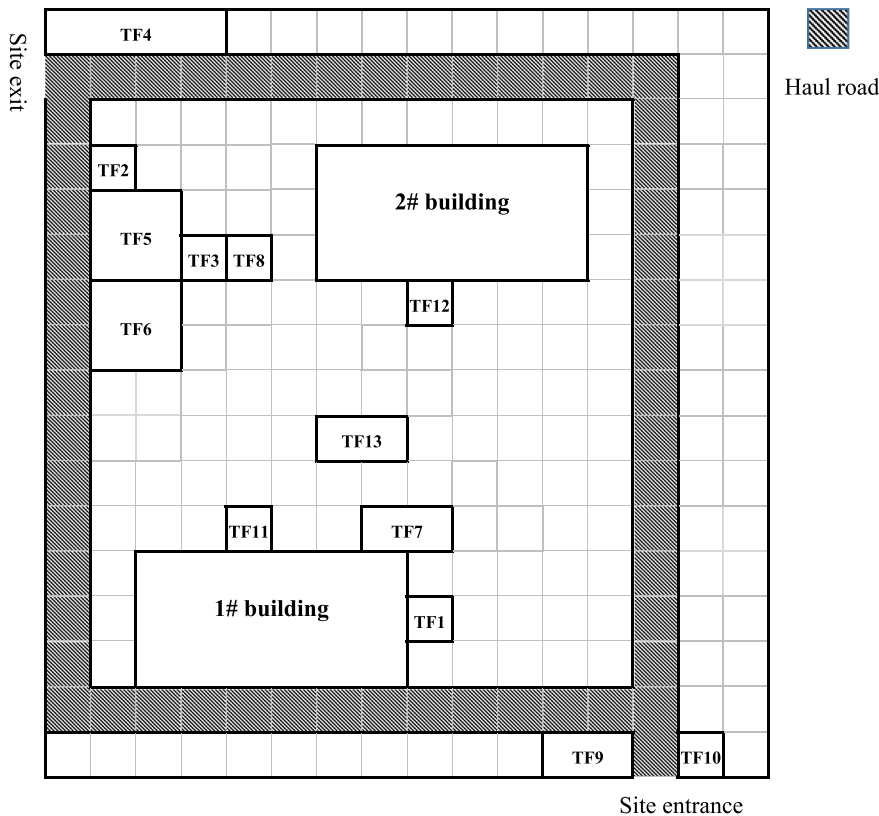 TF4
Site exit
Haul road
TF2
2# building
TF5
TF3
TF8
TF12
TF6
TF13
TF11
TF7
1# building
TF1
TF9
TF10
Site entrance